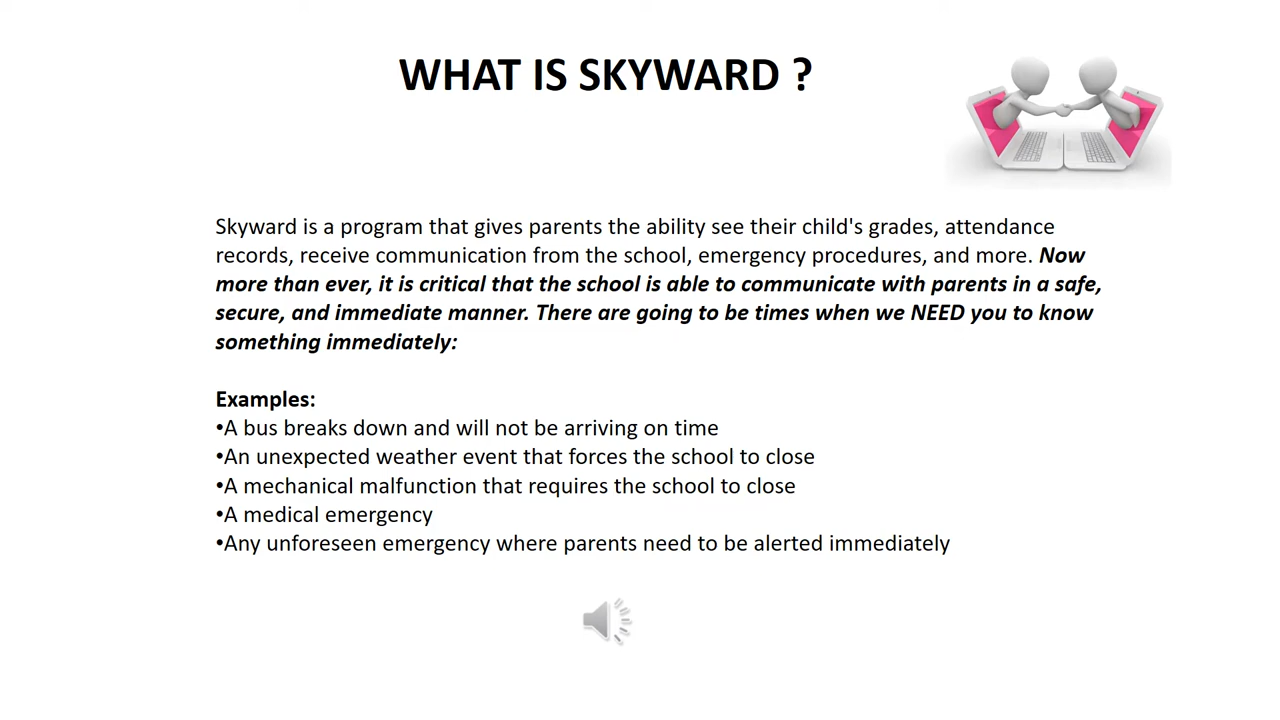 WHAT IS SKYWARD ?
Skyward is a program that gives parents the ability see their child's grades, attendance
records, receive communication from the school, emergency procedures, and more. Now
more than ever, it is critical that the school is able to communicate with parents in a safe,
secure, and immediate manner. There are going to be times when we NEED you to know
something immediately:
Examples:
•A bus breaks down and will not be arriving on time
•An unexpected weather event that forces the school to close
•A mechanical malfunction that requires the school to close
•A medical emergency
•Any unforeseen emergency where parents need to be alerted immediately